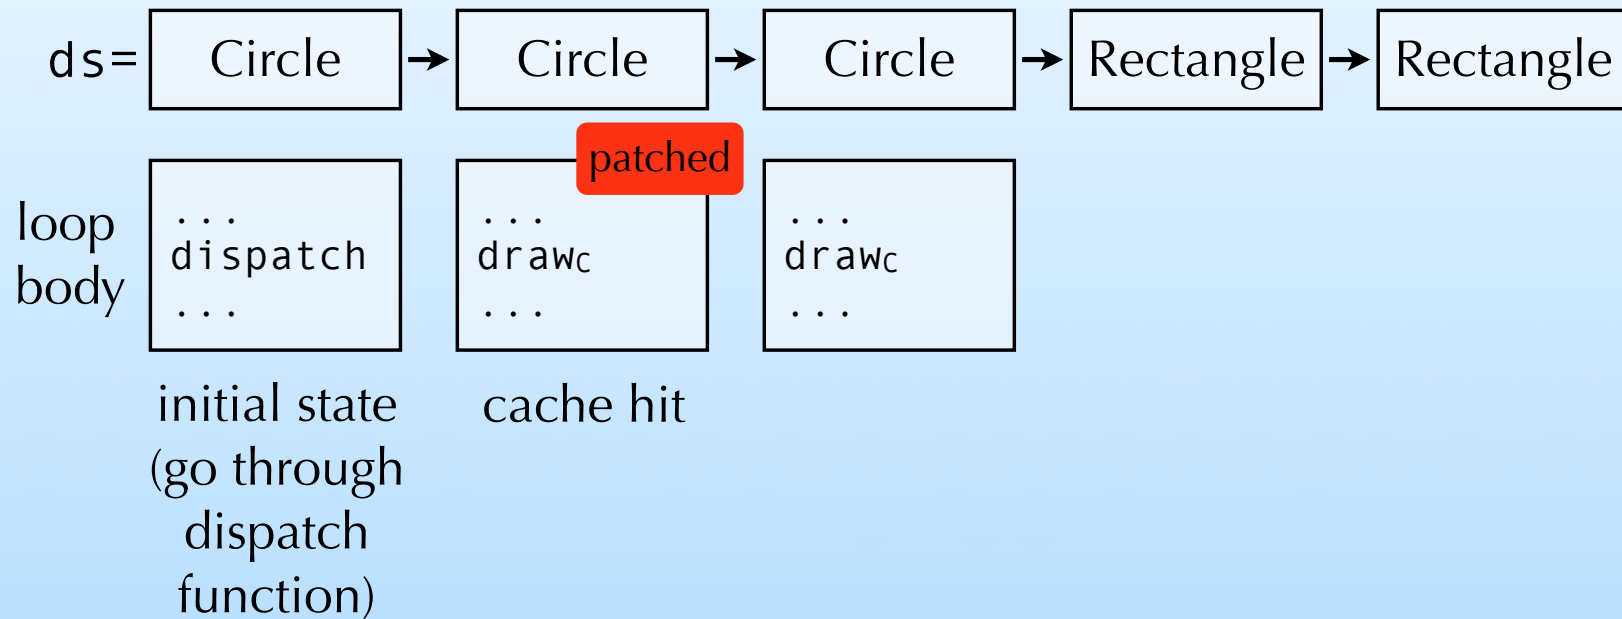 ds= Circle → Circle → Circle → Rectangle → Rectangle
patched
loop
body
...
dispatch
...
...
drawC
...
...
drawC
...
initial state
(go through
dispatch
function)
cache hit